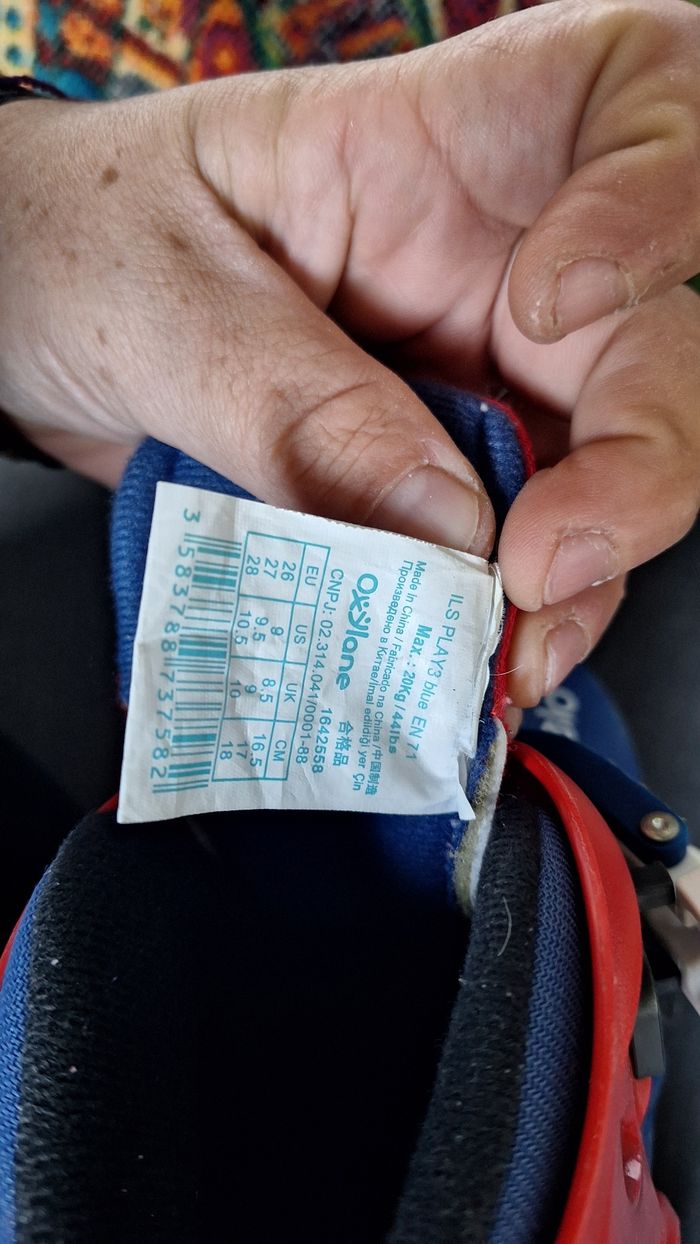 ILS PLAY3 blue EN 71
Max.: 20Kg / 44lbs
Made in China / Fabricado na China /中国制造
Произведено в Китае/Imal edildiği yer Çin
Oxylane 合格品
CNPJ: 02.314.041/0001-88 1642558
EU US UK CM
26 9 8.5 16.5
27 9.5 9 17
28 10.5 10 18
3 583788 737582